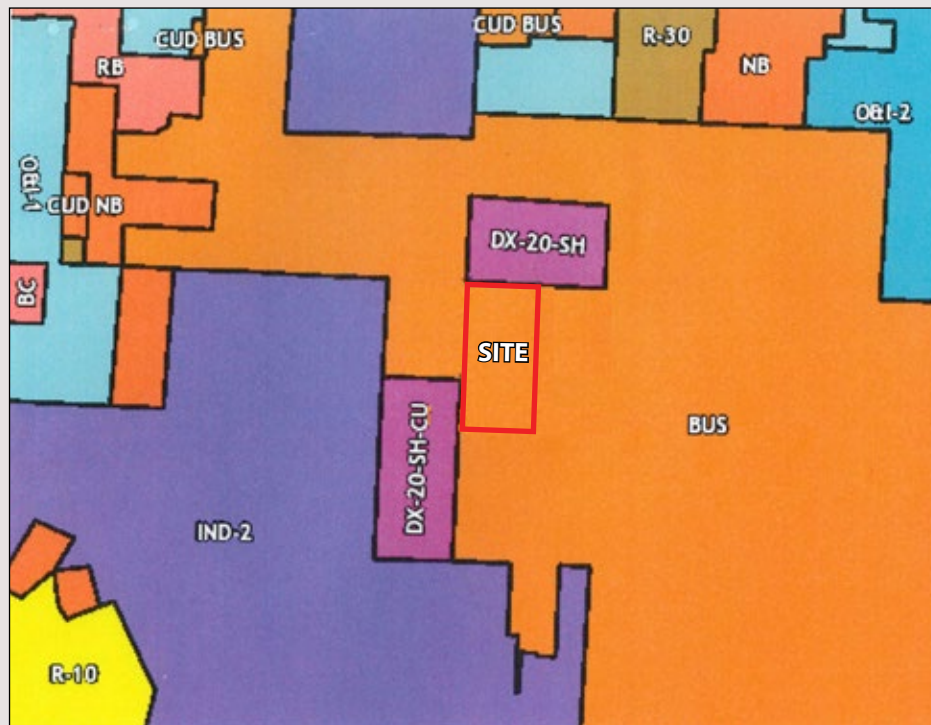 CUD BUS
CUD BUS
R-30
RB
NB
O&I-2
O&I-1
CUD NB
DX-20-SH
BC
SITE
DX-20-SH-CU
BUS
IND-2
R-10